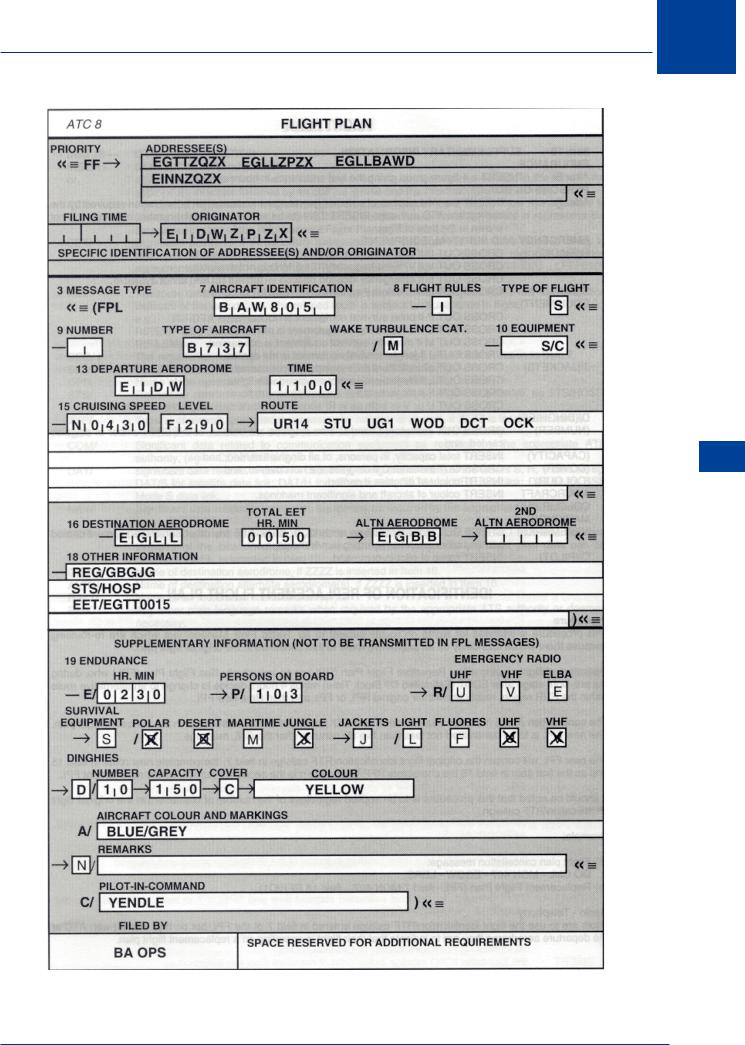 ATC 8 FLIGHT PLAN
PRIORITY ADDRESSEE(S)
«≡ FF → EGTTZQZX EGLLZPZX EGLLBAWD
EINNZQZX
«≡
FILING TIME ORIGINATOR
→ EIDWZPZX «≡
SPECIFIC IDENTIFICATION OF ADDRESSEE(S) AND/OR ORIGINATOR
3 MESSAGE TYPE 7 AIRCRAFT IDENTIFICATION 8 FLIGHT RULES TYPE OF FLIGHT
«≡ (FPL BAW805 — I S «≡
9 NUMBER TYPE OF AIRCRAFT WAKE TURBULENCE CAT. 10 EQUIPMENT
— B737 / M — S/C «≡
13 DEPARTURE AERODROME TIME
EIDW 1100 «≡
15 CRUISING SPEED LEVEL ROUTE
— N0430 F290 → UR14 STU UG1 WOD DCT OCK
«≡
TOTAL EET 2ND
16 DESTINATION AERODROME HR. MIN ALTN AERODROME ALTN AERODROME
— EGLL 0050 → EGBB → «≡
18 OTHER INFORMATION
— REG/GBGJG
STS/HOSP
EET/EGTT0015
)«≡
SUPPLEMENTARY INFORMATION (NOT TO BE TRANSMITTED IN FPL MESSAGES)
19 ENDURANCE EMERGENCY RADIO
HR. MIN PERSONS ON BOARD UHF VHF ELBA
— E/ 0230 → P/ 103 → R/ U V E
SURVIVAL
EQUIPMENT POLAR DESERT MARITIME JUNGLE JACKETS LIGHT FLUORES UHF VHF
→ S / M → J / L F
DINGHIES
NUMBER CAPACITY COVER COLOUR
→ D / 10 → 150 → C → YELLOW
AIRCRAFT COLOUR AND MARKINGS
A/ BLUE/GREY
REMARKS
→ N / «≡
PILOT-IN-COMMAND
C/ YENDLE ) «≡
FILED BY
SPACE RESERVED FOR ADDITIONAL REQUIREMENTS
BA OPS